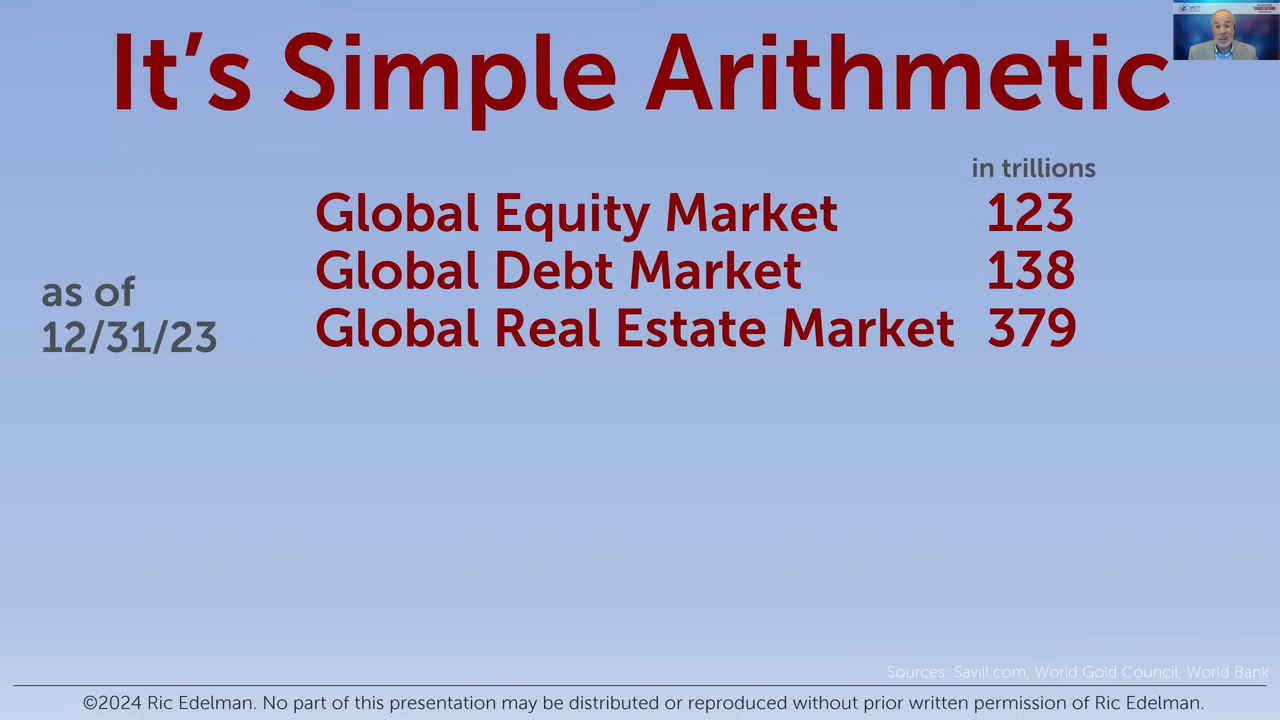 It's Simple Arithmetic
in trillions
Global Equity Market 123
Global Debt Market 138
as of
12/31/23
Global Real Estate Market 379
Sources: Savill.com, World Gold Council, World Bank
©2024 Ric Edelman. No part of this presentation may be distributed or reproduced without prior written permission of Ric Edelman.